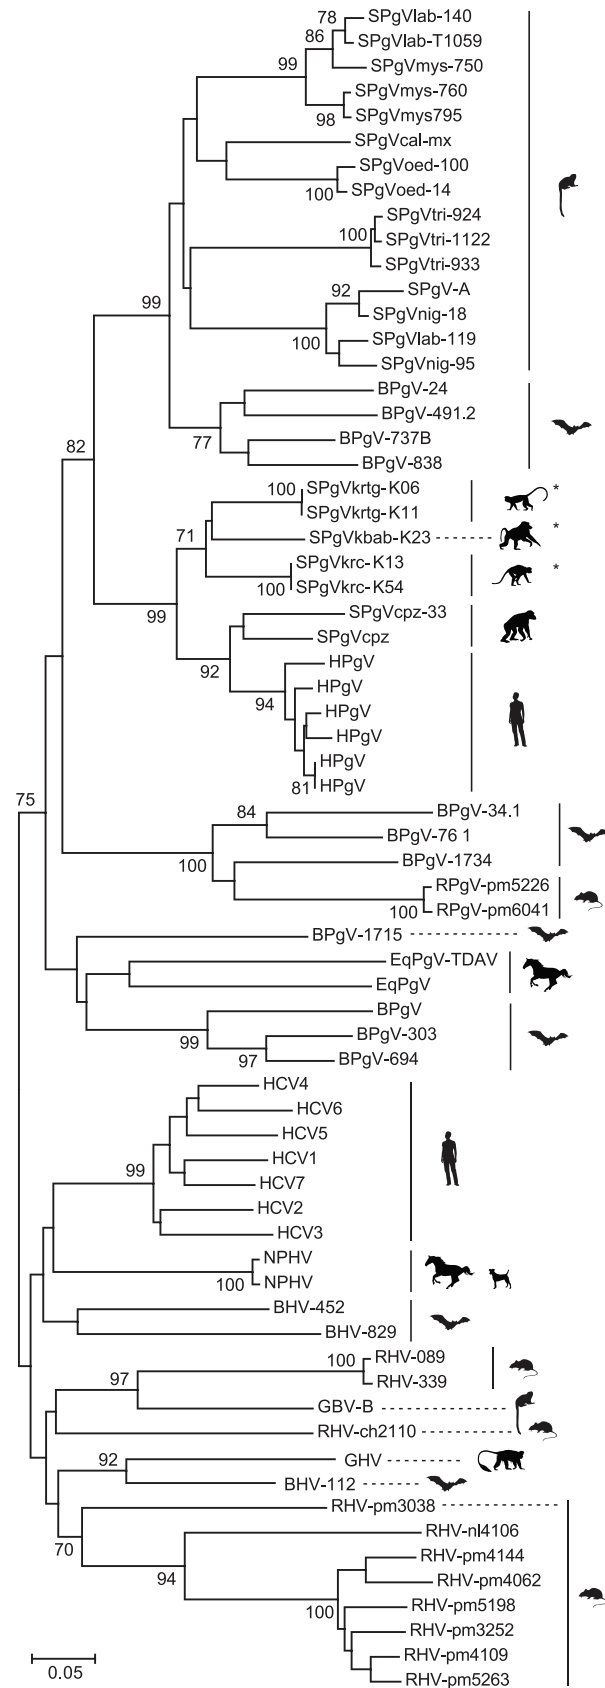 78
SPgVlab-140
86
SPgVlab-T1059
99
SPgVmys-750
SPgVmys-760
98
SPgVmys795
SPgVcal-mx
SPgVoed-100
100
SPgVoed-14
SPgVtri-924
100
SPgVtri-1122
SPgVtri-933
92
SPgV-A
99
SPgVnig-18
100
SPgVlab-119
SPgVnig-95
BPgV-24
BPgV-491.2
77
BPgV-737B
82
BPgV-838
100
SPgVkrtg-K06
*
SPgVkrtg-K11
71
SPgVkbab-K23
*
SPgVkrc-K13
*
100
SPgVkrc-K54
99
SPgVcpz-33
SPgVcpz
92
HPgV
94
HPgV
HPgV
HPgV
HPgV
81
HPgV
75
84
BPgV-34.1
BPgV-76 1
100
BPgV-1734
RPgV-pm5226
100
RPgV-pm6041
BPgV-1715
EqPgV-TDAV
EqPgV
BPgV
99
BPgV-303
97
BPgV-694
HCV4
HCV6
HCV5
99
HCV1
HCV7
HCV2
HCV3
NPHV
100
NPHV
BHV-452
BHV-829
100
RHV-089
97
RHV-339
GBV-B
RHV-ch2110
92
GHV
BHV-112
RHV-pm3038
70
RHV-nl4106
94
RHV-pm4144
RHV-pm4062
100
RHV-pm5198
RHV-pm3252
RHV-pm4109
RHV-pm5263
0.05